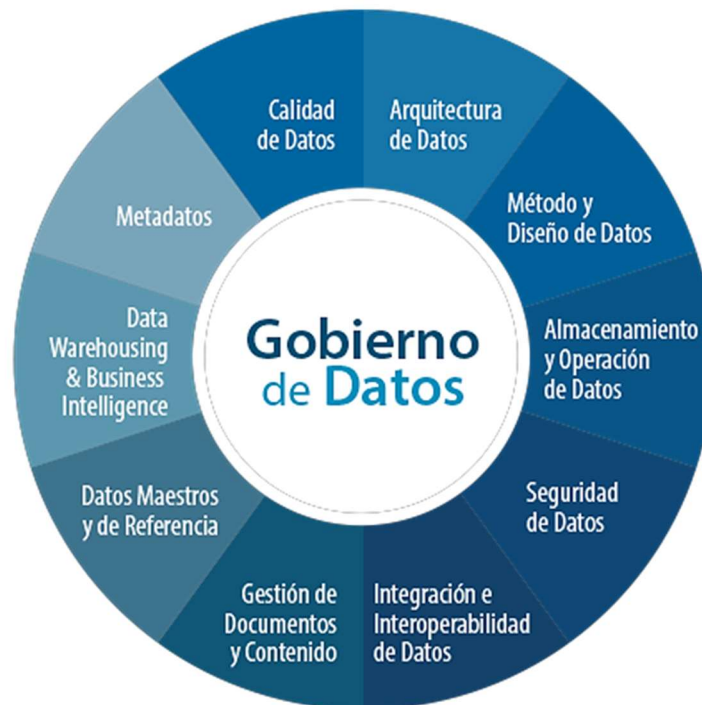 Calidad
de Datos
Arquitectura
de Datos
Método y
Diseño de Datos
Almacenamiento
y Operación
de Datos
Seguridad
de Datos
Integración e
Interoperabilidad
de Datos
Gestión de
Documentos
y Contenido
Datos Maestros
y de Referencia
Data
Warehousing
& Business
Intelligence
Metadatos
Gobierno
de Datos